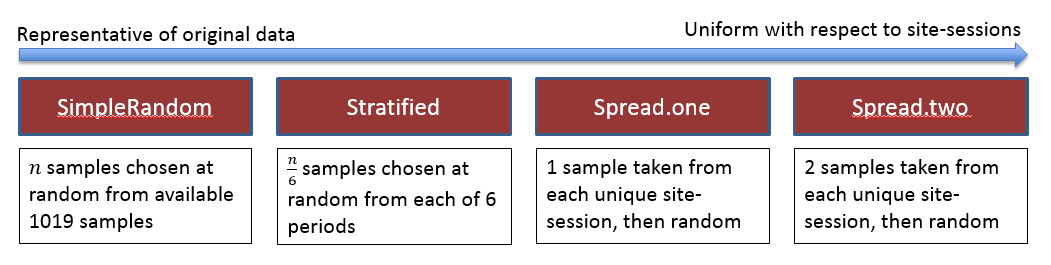 Representative of original data
Uniform with respect to site-sessions
SimpleRandom
Stratified
Spread.one
Spread.two
n samples chosen at
random from available
1019 samples
n/6 samples chosen at
random from each of 6
periods
1 sample taken from
each unique site-
session, then random
2 samples taken from
each unique site-
session, then random